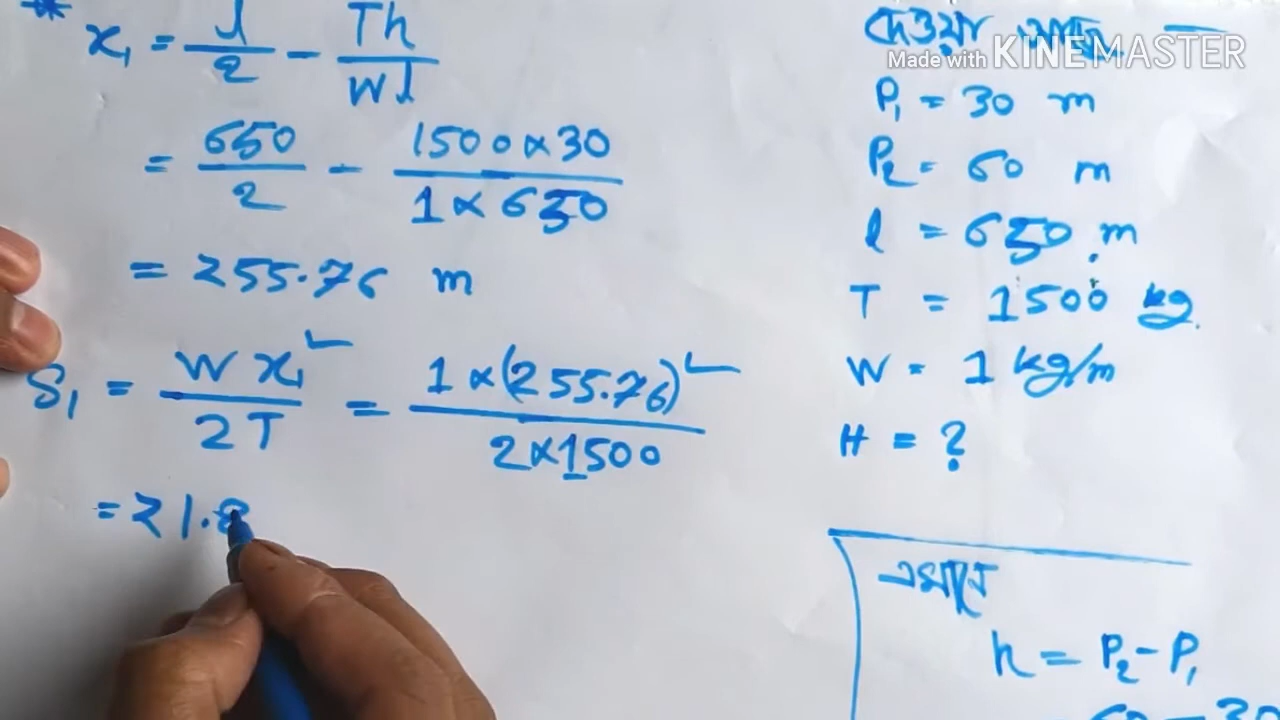 ** x₁ = l/2 - Th/Wl
= 650/2 - 1500×30/1×650
= 255.76 m
S₁ = Wx₁²/2T = 1×(255.76)²/2×1500
= 21.8
দেওয়া আছে,
Made with KINEMASTER
P₁ = 30 m
P₂ = 60 m
l = 650 m
T = 1500 kg
W = 1 kg/m
H = ?
এখানে
h = P₂ - P₁
60 - 30